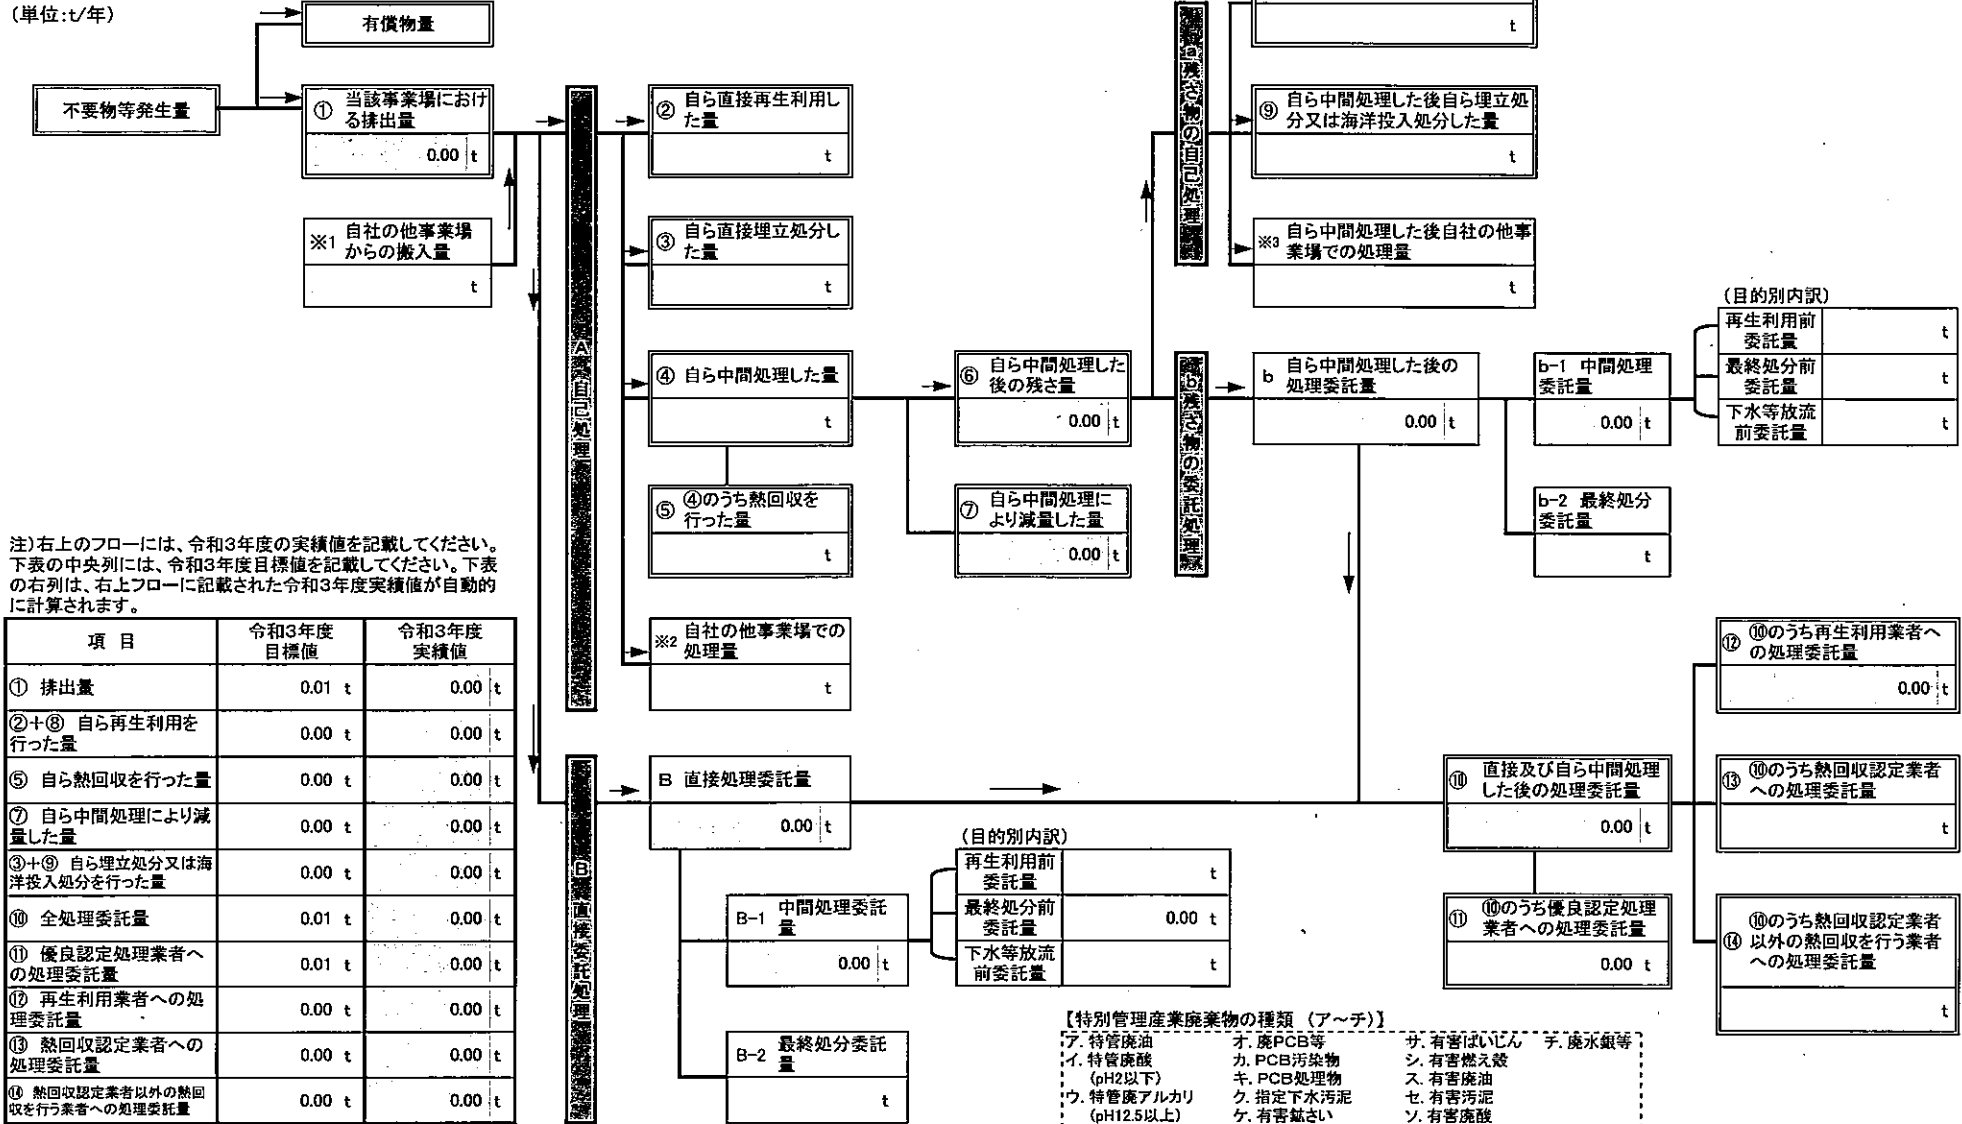 (単位:t/年)
有償物量
不要物等発生量
① 当該事業場におけ
る排出量
0.00 t
※1 自社の他事業場
からの搬入量
t
A 自己処理
② 自ら直接再生利用し
た量
t
③ 自ら直接埋立処分し
た量
t
④ 自ら中間処理した量
t
⑤ ④のうち熱回収を
行った量
t
※2 自社の他事業場での
処理量
t
⑥ 自ら中間処理した
後の残さ量
0.00 t
⑦ 自ら中間処理に
より減量した量
0.00 t
a 残さ物の自己処理
t
⑨ 自ら中間処理した後自ら埋立処
分又は海洋投入処分した量
t
※3 自ら中間処理した後自社の他事
業場での処理量
t
b 残さ物の委託処理
b 自ら中間処理した後の
処理委託量
0.00 t
b-1 中間処理
委託量
0.00 t
b-2 最終処分
委託量
t
(目的別内訳)
再生利用前
委託量
t
最終処分前
委託量
t
下水等放流
前委託量
t
注)右上のフローには、令和3年度の実績値を記載してください。
下表の中央列には、令和3年度目標値を記載してください。下表
の右列は、右上フローに記載された令和3年度実績値が自動的
に計算されます。
項 目 令和3年度 目標値 令和3年度 実績値
① 排出量 0.01 t 0.00 t
②+⑧ 自ら再生利用を
行った量 0.00 t 0.00 t
⑤ 自ら熱回収を行った量 0.00 t 0.00 t
⑦ 自ら中間処理により減
量した量 0.00 t 0.00 t
③+⑨ 自ら埋立処分又は海
洋投入処分を行った量 0.00 t 0.00 t
⑩ 全処理委託量 0.01 t 0.00 t
⑪ 優良認定処理業者へ
の処理委託量 0.01 t 0.00 t
⑫ 再生利用業者への処
理委託量 0.00 t 0.00 t
⑬ 熱回収認定業者への
処理委託量 0.00 t 0.00 t
⑭ 熱回収認定業者以外の熱回
収を行う業者への処理委託量 0.00 t 0.00 t
B 直接委託処理
B 直接処理委託量
0.00 t
B-1 中間処理委託
量
0.00 t
B-2 最終処分委託
量
t
(目的別内訳)
再生利用前
委託量
t
最終処分前
委託量
0.00 t
下水等放流
前委託量
t
⑩ 直接及び自ら中間処理
した後の処理委託量
0.00 t
⑪ ⑩のうち優良認定処理
業者への処理委託量
0.00 t
⑫ ⑩のうち再生利用業者へ
の処理委託量
0.00 t
⑬ ⑩のうち熱回収認定業者
への処理委託量
t
⑭ ⑩のうち熱回収認定業者
以外の熱回収を行う業者
への処理委託量
t
【特別管理産業廃棄物の種類 (ア～チ)】
ア. 特管廃油 オ. 廃PCB等 サ. 有害ばいじん チ. 廃水銀等
イ. 特管廃酸 カ. PCB汚染物 シ. 有害燃え殻
(pH2以下) キ. PCB処理物 ス. 有害廃油
ウ. 特管廃アルカリ ク. 指定下水汚泥 セ. 有害汚泥
(pH12.5以上) ケ. 有害鉱さい ソ. 有害廃酸